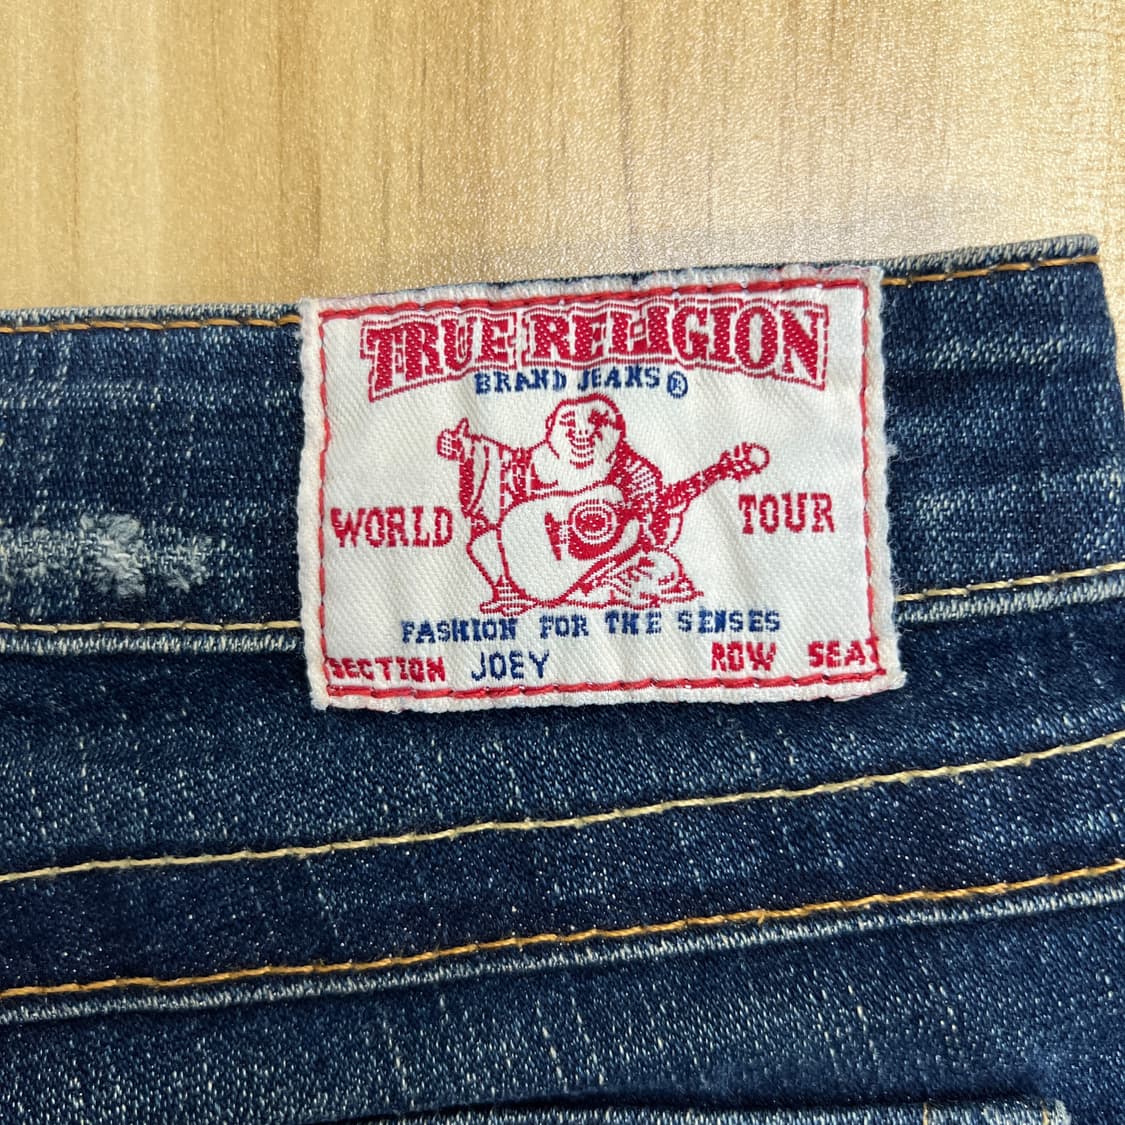 TRUE RELIGION
BRAND JEANS®
WORLD TOUR
FASHION FOR THE SENSES
SECTION JOEY ROW SEAT